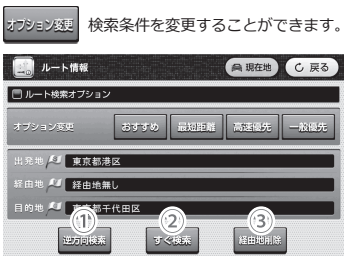 オプション変更 検索条件を変更することができます。
ルート情報 現在地 戻る
ルート検索オプション
オプション変更 おすすめ 最短距離 高速優先 一般優先
出発地 東京都港区
経由地 経由地無し
目的地 東京都千代田区
① ② ③
逆方向検索 すぐ検索 経由地削除